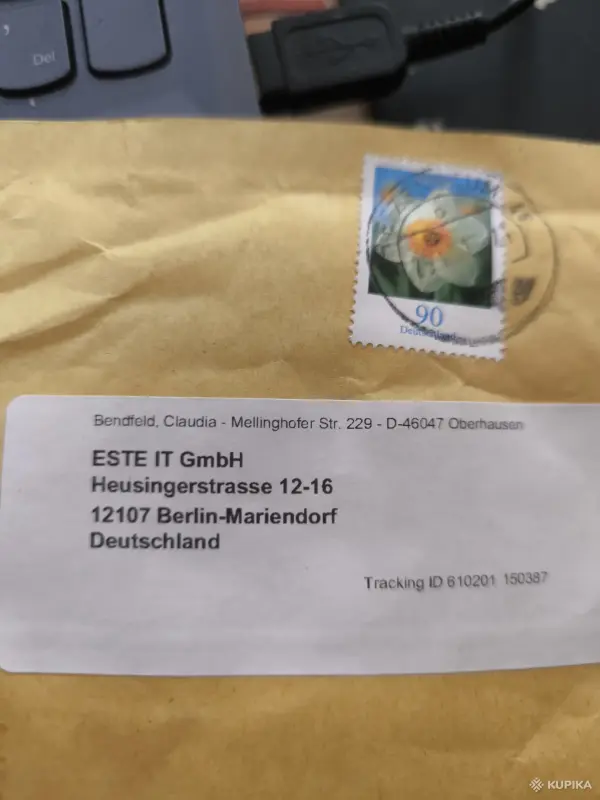 Del
90
Deutschland
Bendfeld, Claudia - Mellinghofer Str. 229 - D-46047 Oberhausen
ESTE IT GmbH
Heusingerstrasse 12-16
12107 Berlin-Mariendorf
Deutschland
Tracking ID 610201 150387
KUPIKA